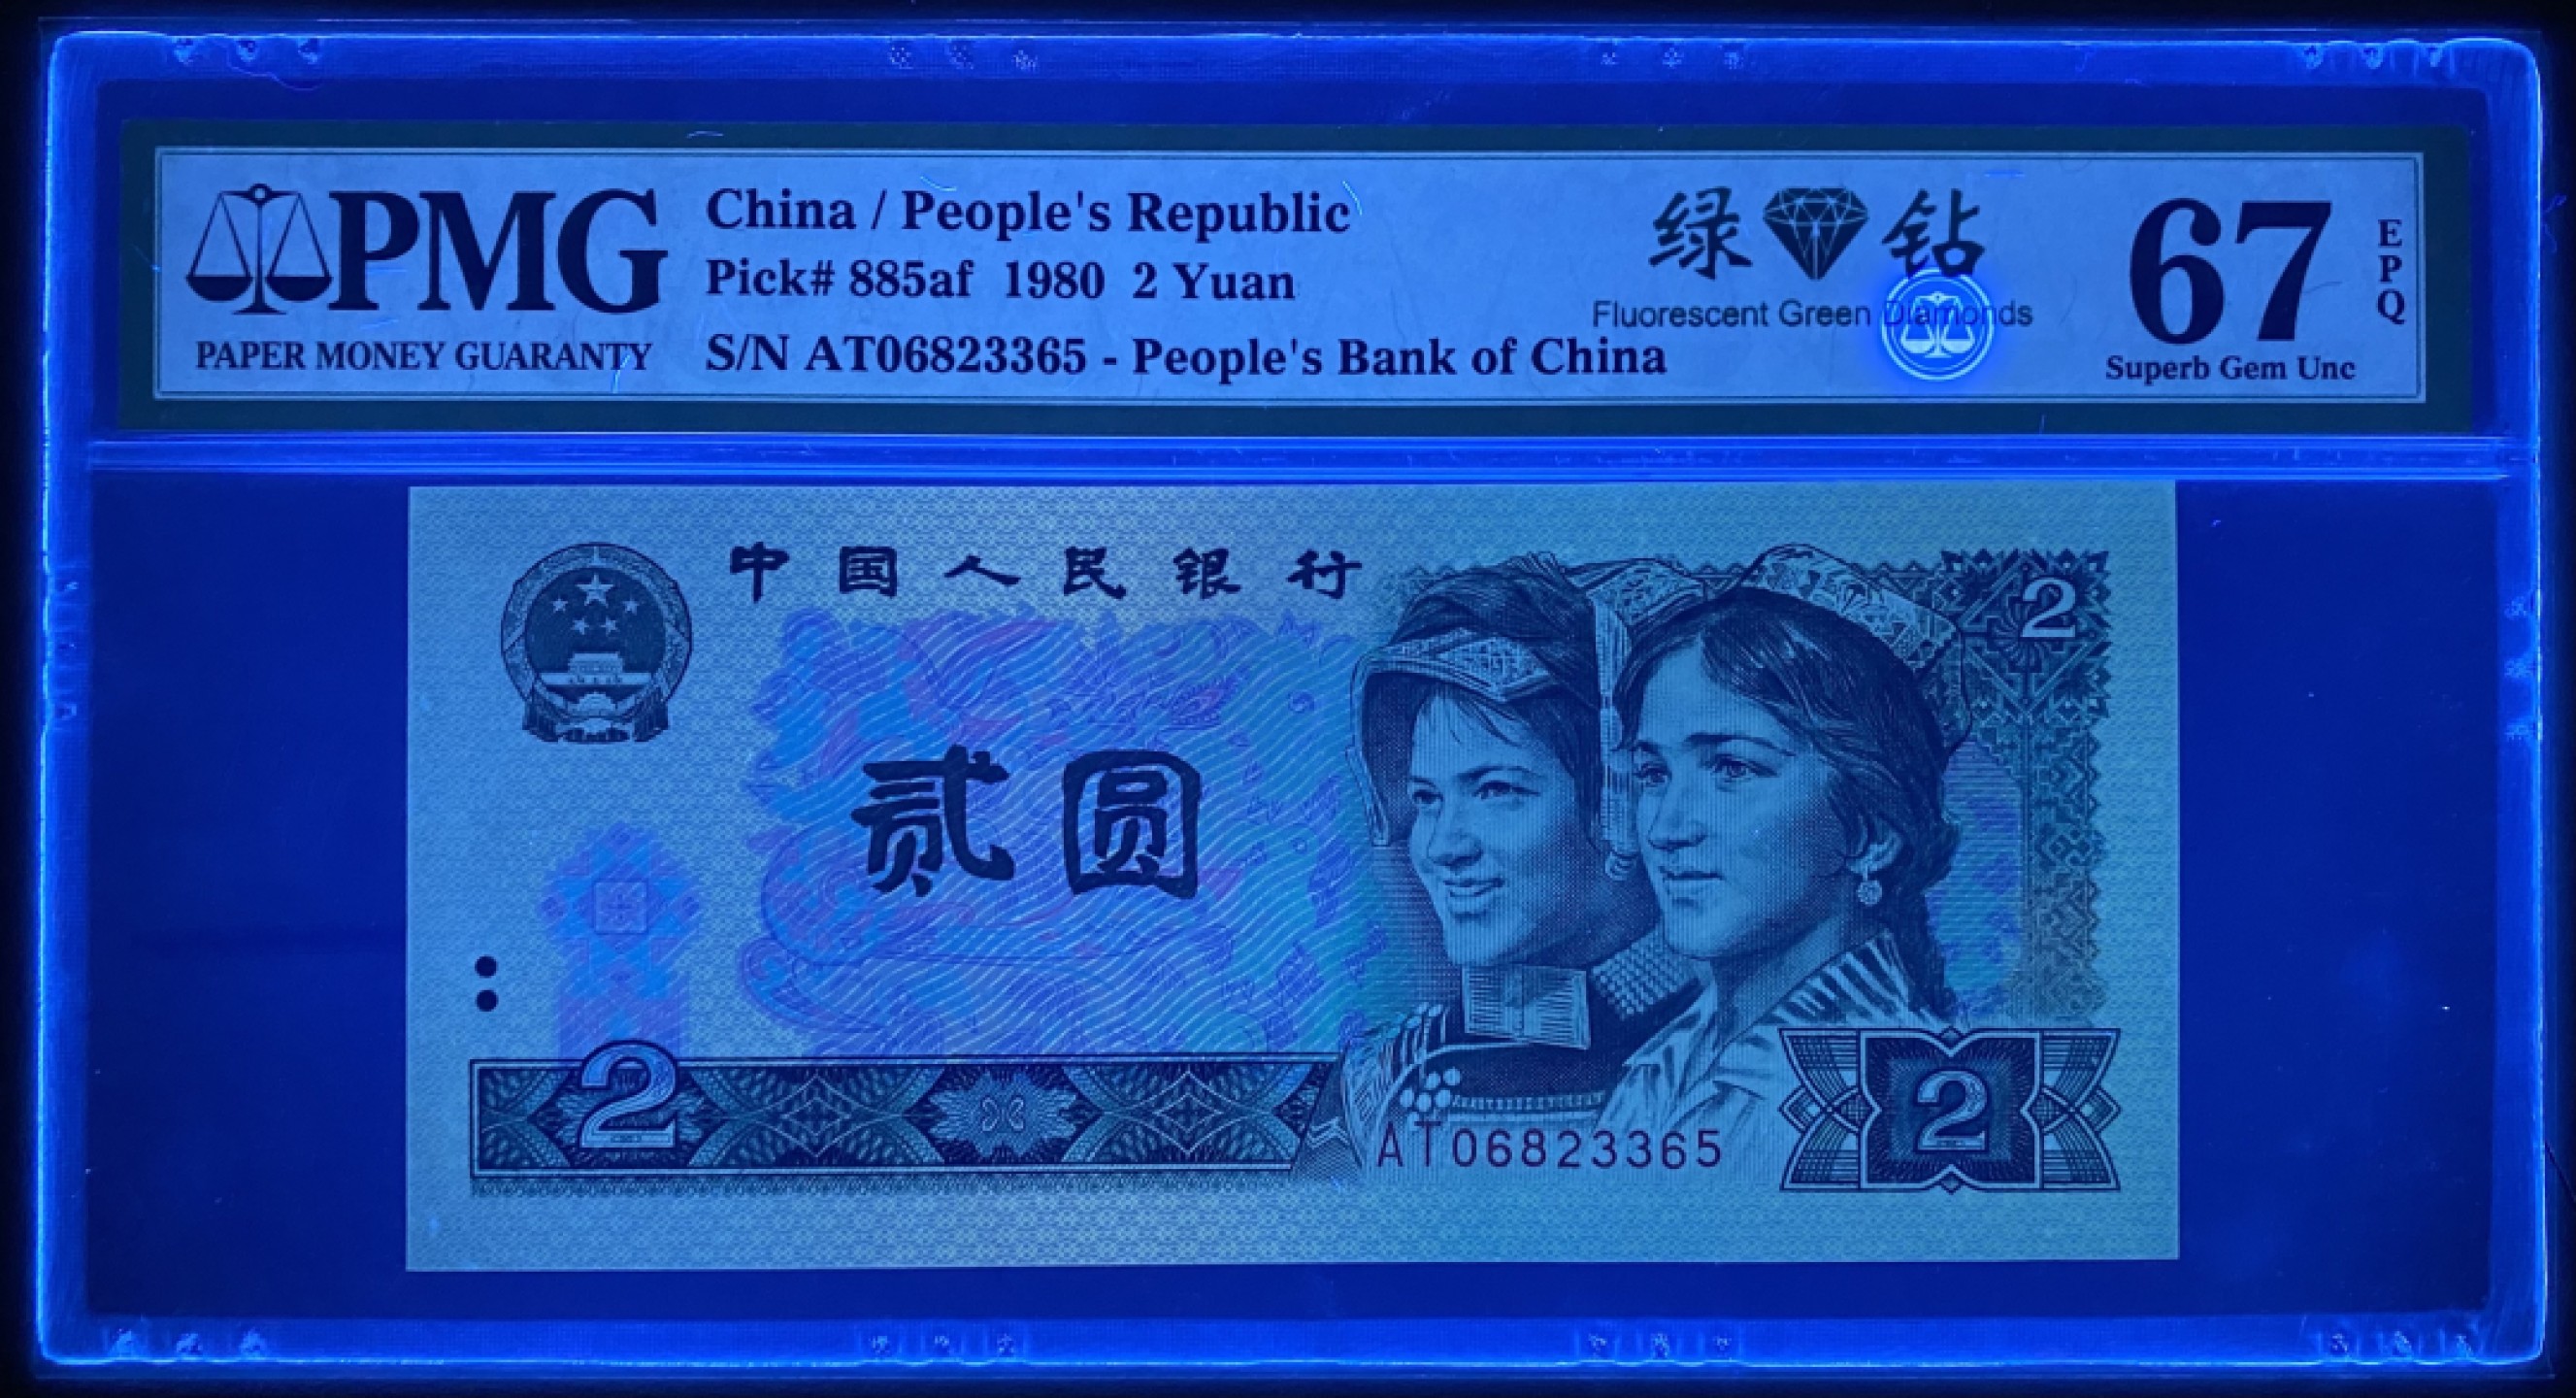 PMG
PAPER MONEY GUARANTY
China / People's Republic
Pick# 885af 1980 2 Yuan
S/N AT06823365 - People's Bank of China
绿钻
Fluorescent Green Diamonds
67
EPQ
Superb Gem Unc
中国人民银行
2
贰圆
2
2
AT06823365